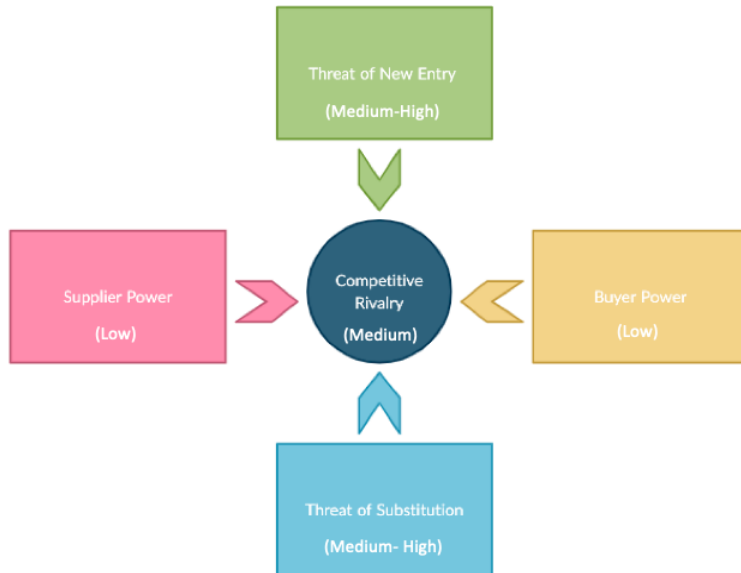 Threat of New Entry
(Medium-High)
Supplier Power
(Low)
Competitive
Rivalry
(Medium)
Buyer Power
(Low)
Threat of Substitution
(Medium- High)